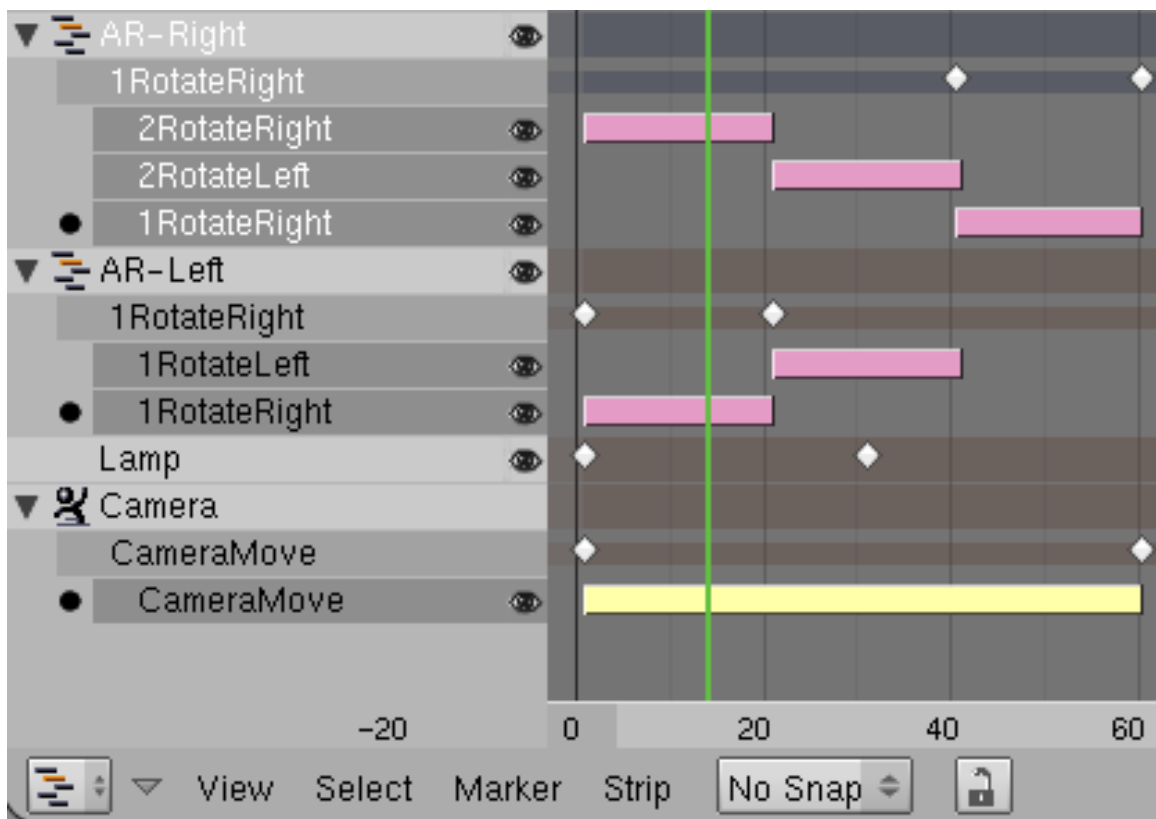 AR-Right
1RotateRight
2RotateRight
2RotateLeft
1RotateRight
AR-Left
1RotateRight
1RotateLeft
1RotateRight
Lamp
Camera
CameraMove
CameraMove
-20 0 20 40 60
View Select Marker Strip No Snap